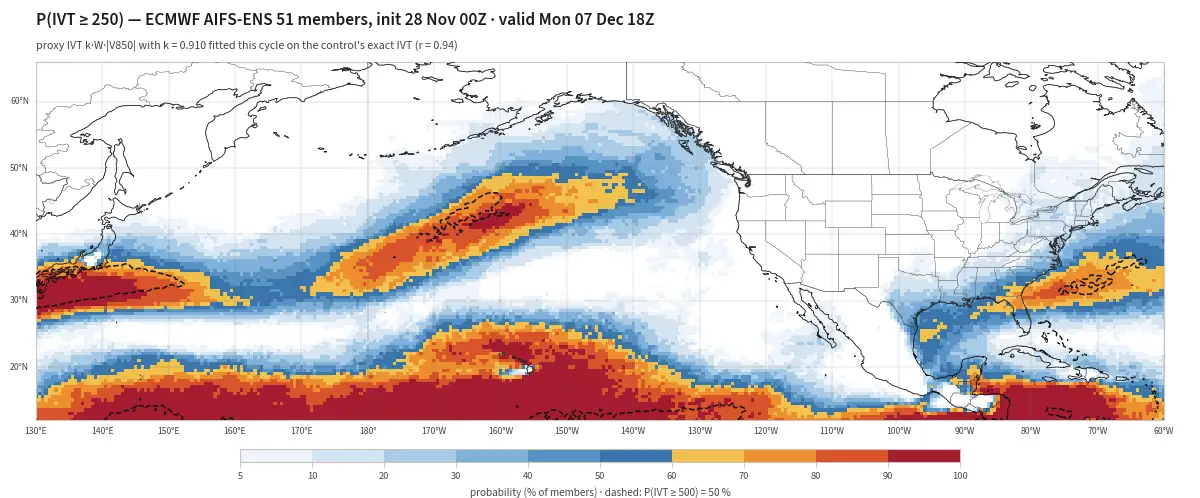 P(IVT ≥ 250) — ECMWF AIFS-ENS 51 members, init 28 Nov 00Z · valid Mon 07 Dec 18Z
proxy IVT k·W·|V850| with k = 0.910 fitted this cycle on the control's exact IVT (r = 0.94)
60°N
50°N
40°N
30°N
20°N
130°E 140°E 150°E 160°E 170°E 180° 170°W 160°W 150°W 140°W 130°W 120°W 110°W 100°W 90°W 80°W 70°W 60°W
5 10 20 30 40 50 60 70 80 90 100
probability (% of members) · dashed: P(IVT ≥ 500) = 50 %